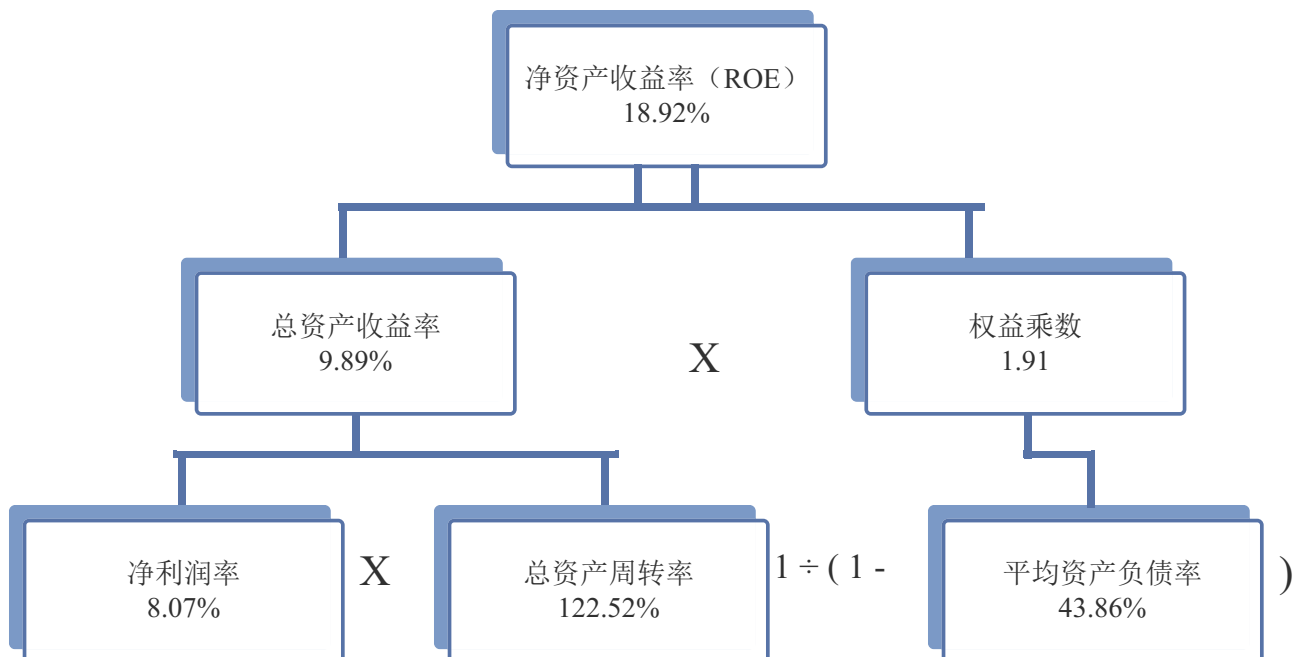 净资产收益率（ROE）
18.92%
总资产收益率
9.89%
X
权益乘数
1.91
净利润率
8.07%
X
总资产周转率
122.52%
1 ÷ ( 1 -
平均资产负债率
43.86%
)